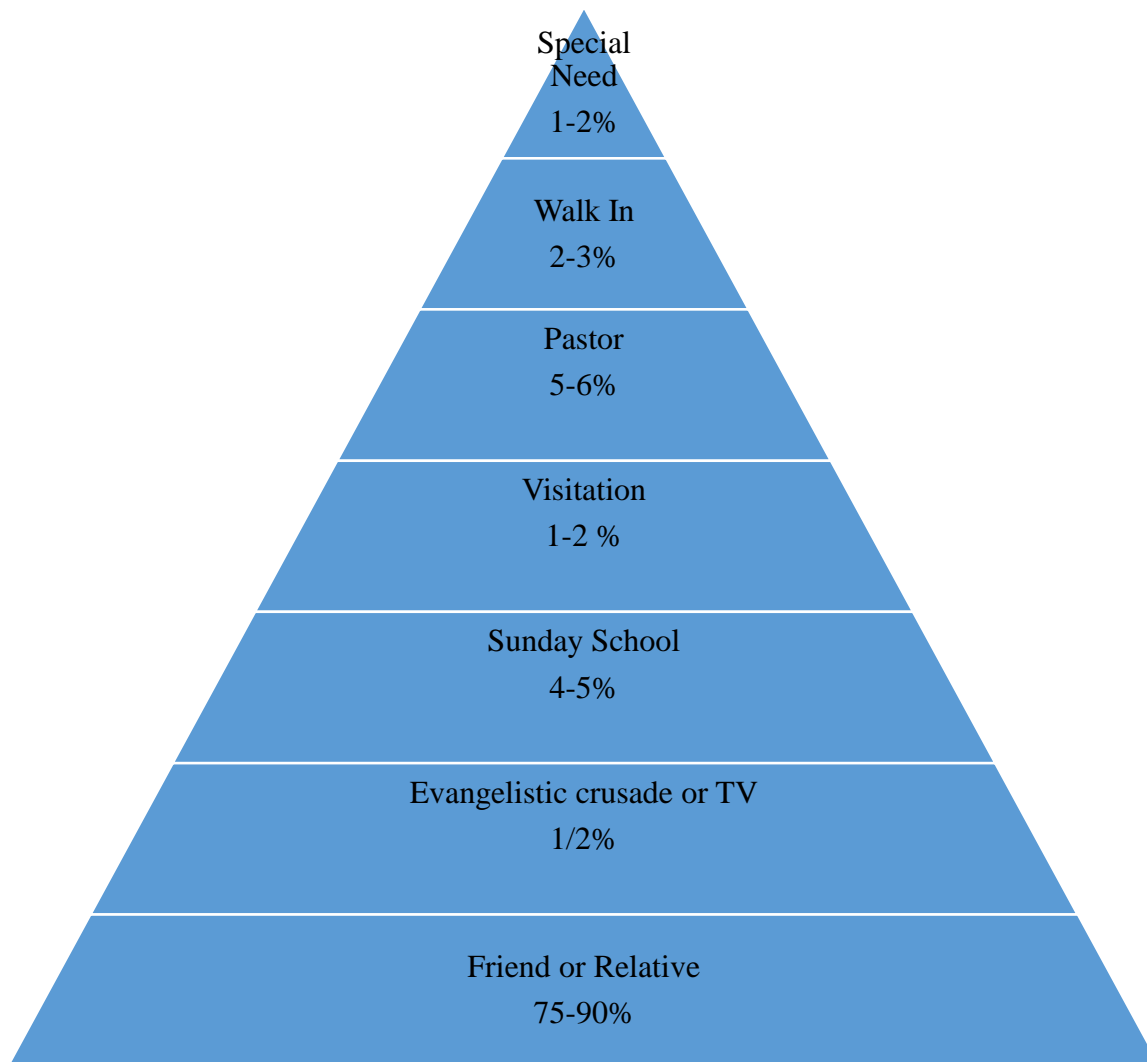 Special
Need
1-2%
Walk In
2-3%
Pastor
5-6%
Visitation
1-2 %
Sunday School
4-5%
Evangelistic crusade or TV
1/2%
Friend or Relative
75-90%